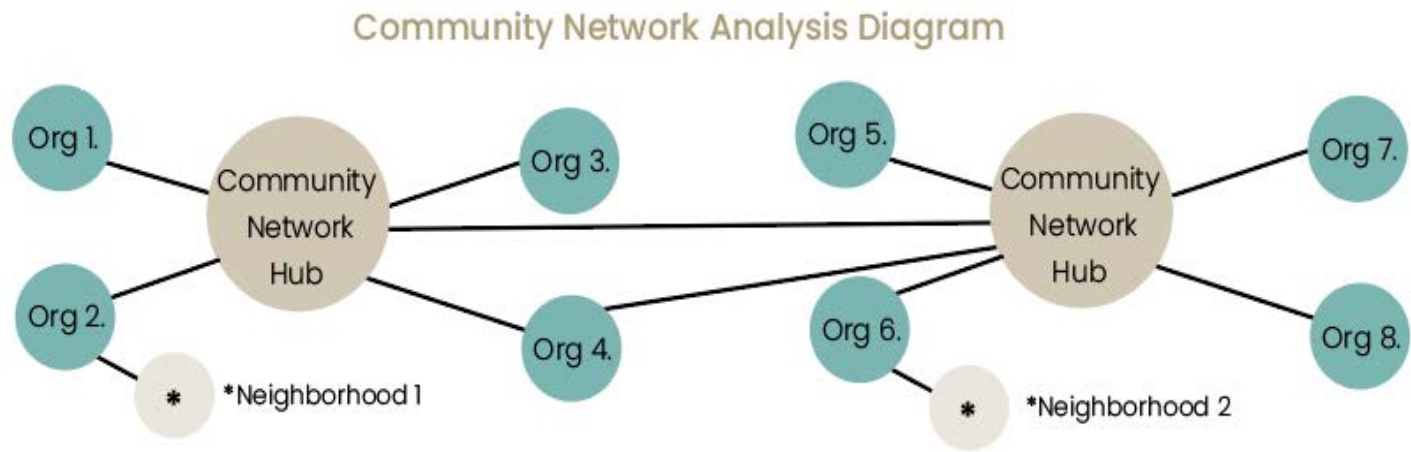 Community Network Analysis Diagram
Org 1.
Community
Network
Hub
Org 3.
Org 2.
Org 4.
*
*Neighborhood 1
Org 5.
Community
Network
Hub
Org 7.
Org 6.
Org 8.
*
*Neighborhood 2